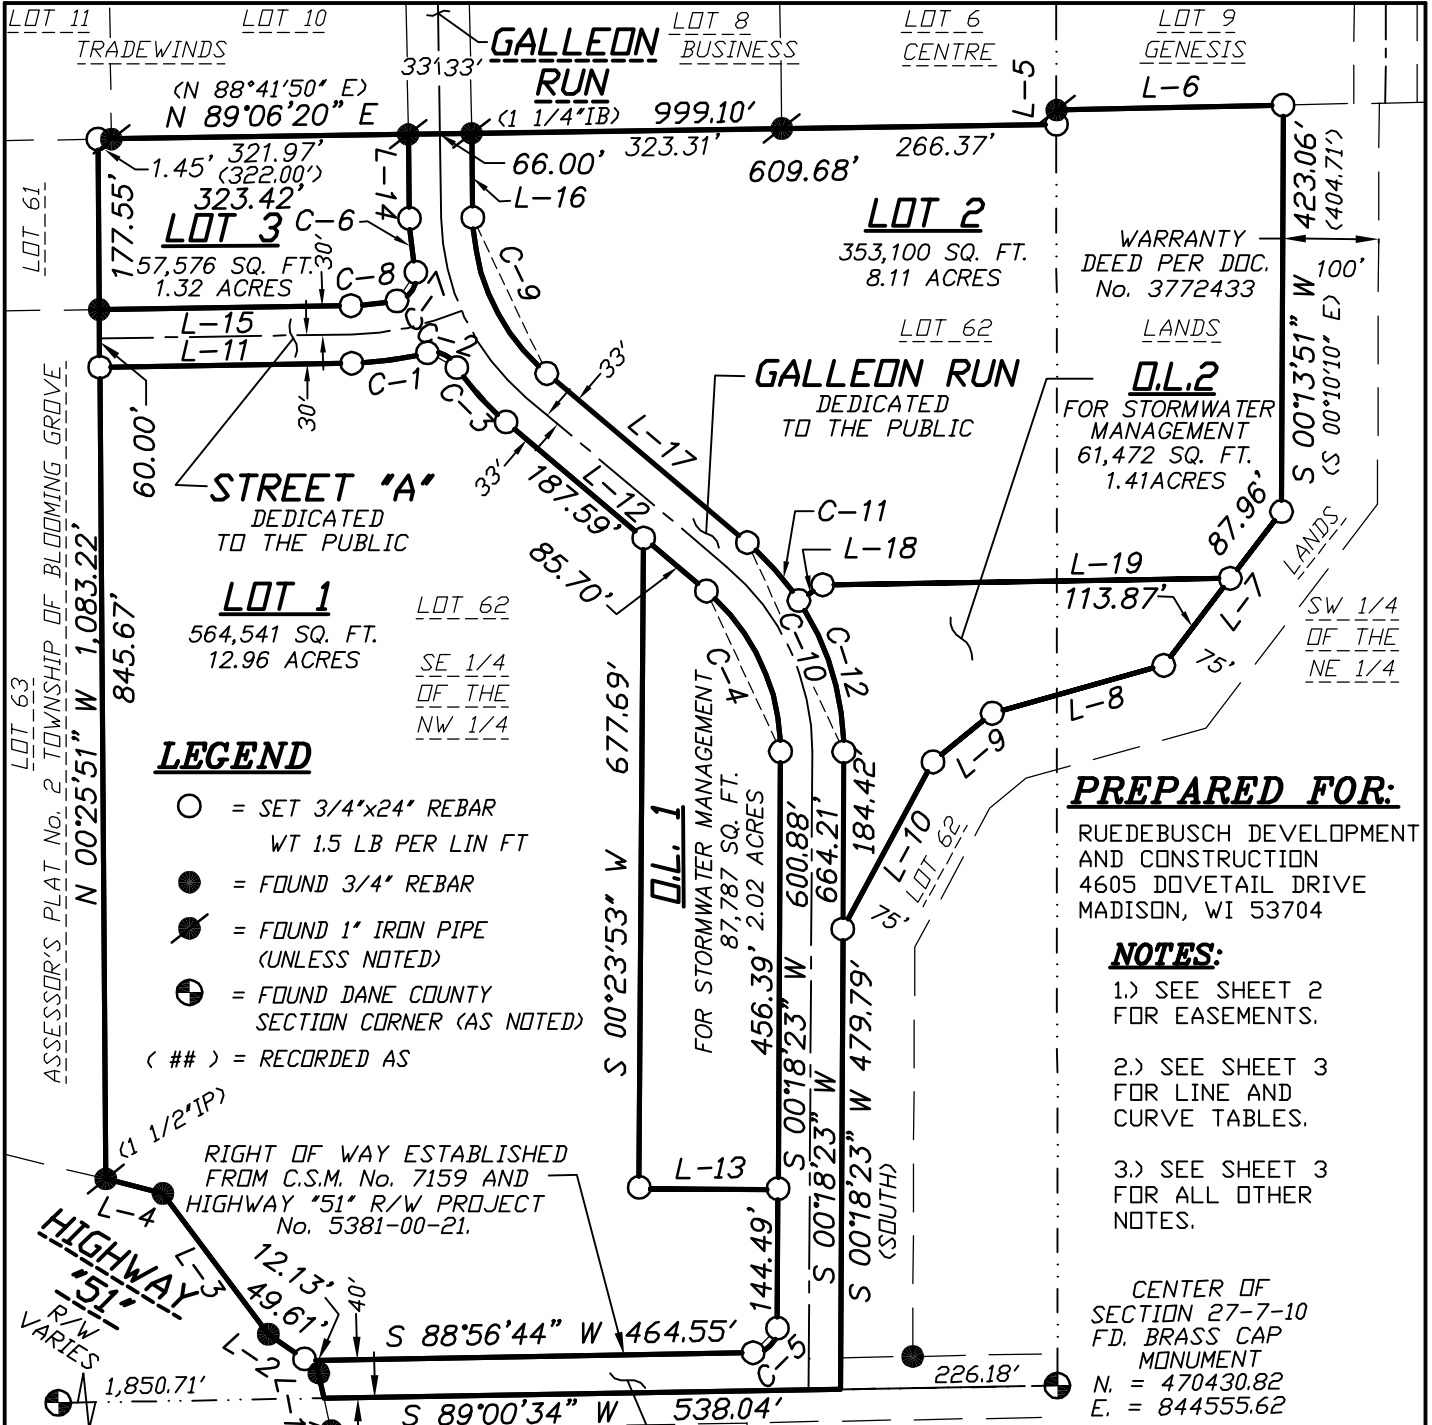 LOT 11
LOT 10
LOT 8
LOT 6
LOT 9
TRADEWINDS
BUSINESS
CENTRE
GENESIS
GALLEON
RUN
(1 1/4"IB)
33'
33'
(N 88°41'50" E)
N 89°06'20" E
999.10'
L-5
L-6
1.45'
321.97'
(322.00')
323.42'
66.00'
323.31'
609.68'
266.37'
L-14
L-16
177.55'
LOT 61
LOT 3
57,576 SQ. FT.
1.32 ACRES
C-6
30'
C-8
C-7
C-9
LOT 2
353,100 SQ. FT.
8.11 ACRES
LOT 62
WARRANTY
DEED PER DOC.
No. 3772433
423.06'
(404.71')
100'
S 00°13'51" W
(S 00°10'10" E)
LANDS
L-15
L-11
C-2
C-1
C-3
30'
60.00'
33'
33'
GALLEON RUN
DEDICATED
TO THE PUBLIC
O.L.2
FOR STORMWATER
MANAGEMENT
61,472 SQ. FT.
1.41ACRES
L-17
L-12
187.59'
85.70'
STREET "A"
DEDICATED
TO THE PUBLIC
C-11
L-18
L-19
87.96'
113.87'
L-7
LANDS
75'
LOT 1
564,541 SQ. FT.
12.96 ACRES
LOT 62
SE 1/4
OF THE
NW 1/4
SW 1/4
OF THE
NE 1/4
C-10
C-12
C-4
L-8
L-9
L-10
LOT 62
75'
LOT 63
ASSESSOR'S PLAT No. 2 TOWNSHIP OF BLOOMING GROVE
N 00°25'51" W 1,083.22'
845.67'
677.69'
S 00°23'53" W
O.L. 1
FOR STORMWATER MANAGEMENT
87,787 SQ. FT.
2.02 ACRES
600.88'
664.21'
184.42'
456.39'
S 00°18'23" W
S 00°18'23" W
S 00°18'23" W 479.79'
(SOUTH)
LEGEND
= SET 3/4"x24" REBAR
WT 1.5 LB PER LIN FT
= FOUND 3/4" REBAR
= FOUND 1" IRON PIPE
(UNLESS NOTED)
= FOUND DANE COUNTY
SECTION CORNER (AS NOTED)
( ## ) = RECORDED AS
PREPARED FOR:
RUEDEBUSCH DEVELOPMENT
AND CONSTRUCTION
4605 DOVETAIL DRIVE
MADISON, WI 53704
NOTES:
1.) SEE SHEET 2
FOR EASEMENTS.
2.) SEE SHEET 3
FOR LINE AND
CURVE TABLES.
3.) SEE SHEET 3
FOR ALL OTHER
NOTES.
(1 1/2"IP)
RIGHT OF WAY ESTABLISHED
FROM C.S.M. No. 7159 AND
HIGHWAY "51" R/W PROJECT
No. 5381-00-21.
L-13
144.49'
L-4
L-3
HIGHWAY
"51"
R/W
VARIES
12.13'
49.61'
40'
L-2
L-1
S 88°56'44" W 464.55'
C-5
1,850.71'
S 89°00'34" W 538.04'
226.18'
CENTER OF
SECTION 27-7-10
FD. BRASS CAP
MONUMENT
N. = 470430.82
E. = 844555.62